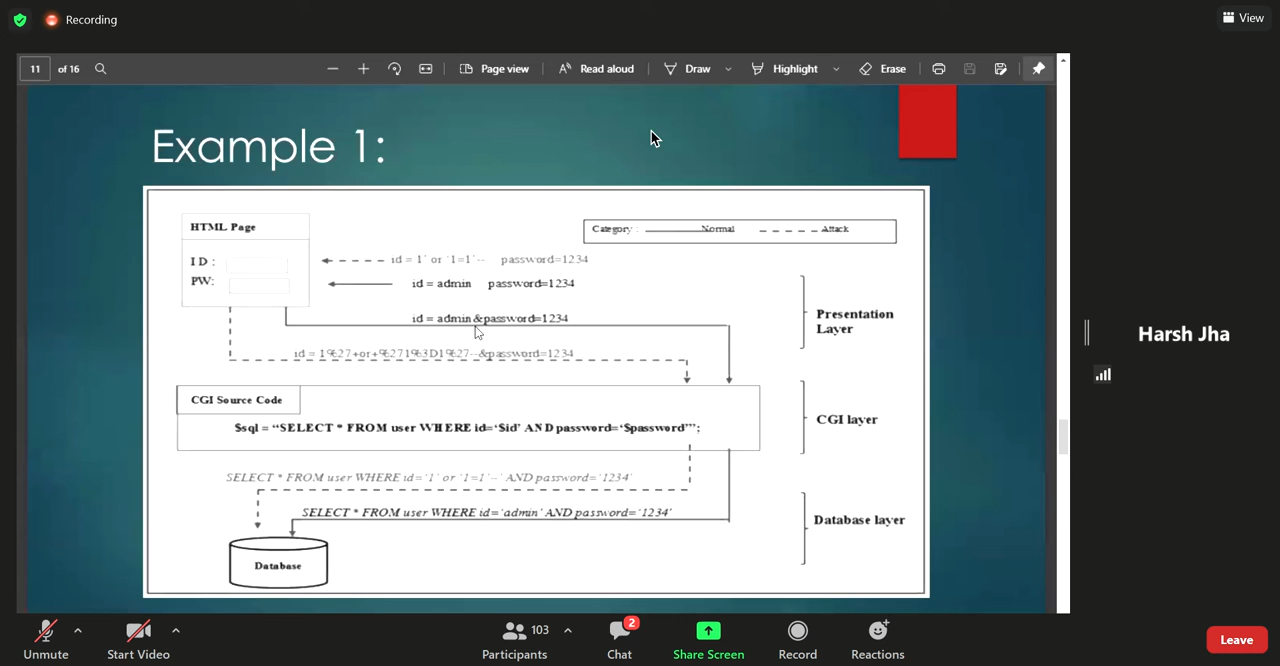 Recording
View
11 of 16
Page view
Read aloud
Draw
Highlight
Erase
Example 1:
HTML Page
Category : Normal Attack
ID :
PW:
id = 1' or '1=1'-- password=1234
id = admin password=1234
id = admin &password=1234
id = 1%27+or+%271%3D1%27--&password=1234
Presentation
Layer
CGI Source Code
$sql = “SELECT * FROM user WHERE id=‘$id’ AND password=‘$password’”;
CGI layer
SELECT * FROM user WHERE id=‘1’ or ‘1=1’--’ AND password=‘1234’
SELECT * FROM user WHERE id=‘admin’ AND password=‘1234’
Database layer
Database
Harsh Jha
Unmute
Start Video
103
Participants
2
Chat
Share Screen
Record
Reactions
Leave